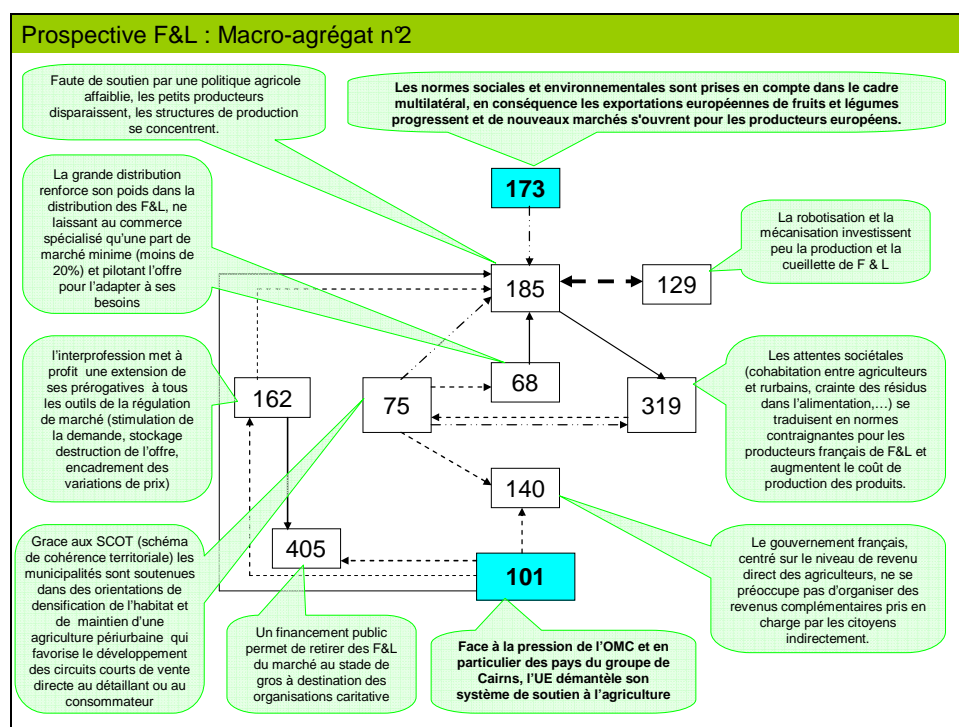 Prospective F&L : Macro-agrégat n°2
Faute de soutien par une politique agricole
affaiblie, les petits producteurs
disparaissent, les structures de production
se concentrent.
Les normes sociales et environnementales sont prises en compte dans le cadre
multilatéral, en conséquence les exportations européennes de fruits et légumes
progressent et de nouveaux marchés s'ouvrent pour les producteurs européens.
La grande distribution
renforce son poids dans la
distribution des F&L, ne
laissant au commerce
spécialisé qu'une part de
marché minime (moins de
20%) et pilotant l'offre
pour l'adapter à ses
besoins
173
La robotisation et la
mécanisation investissent
peu la production et la
cueillette de F & L
185
129
l'interprofession met à
profit une extension de
ses prérogatives à tous
les outils de la régulation
de marché (stimulation de
la demande, stockage
destruction de l'offre,
encadrement des
variations de prix)
162
75
68
319
Les attentes sociétales
(cohabitation entre agriculteurs
et rurbains, crainte des résidus
dans l'alimentation,…) se
traduisent en normes
contraignantes pour les
producteurs français de F&L et
augmentent le coût de
production des produits.
140
405
101
Grace aux SCOT (schéma
de cohérence territoriale) les
municipalités sont soutenues
dans des orientations de
densification de l'habitat et
de maintien d'une
agriculture périurbaine qui
favorise le développement
des circuits courts de vente
directe au détaillant ou au
consommateur
Un financement public
permet de retirer des F&L
du marché au stade de
gros à destination des
organisations caritative
Face à la pression de l'OMC et en
particulier des pays du groupe de
Cairns, l'UE démantèle son
système de soutien à l'agriculture
Le gouvernement français,
centré sur le niveau de revenu
direct des agriculteurs, ne se
préoccupe pas d'organiser des
revenus complémentaires pris en
charge par les citoyens
indirectement.